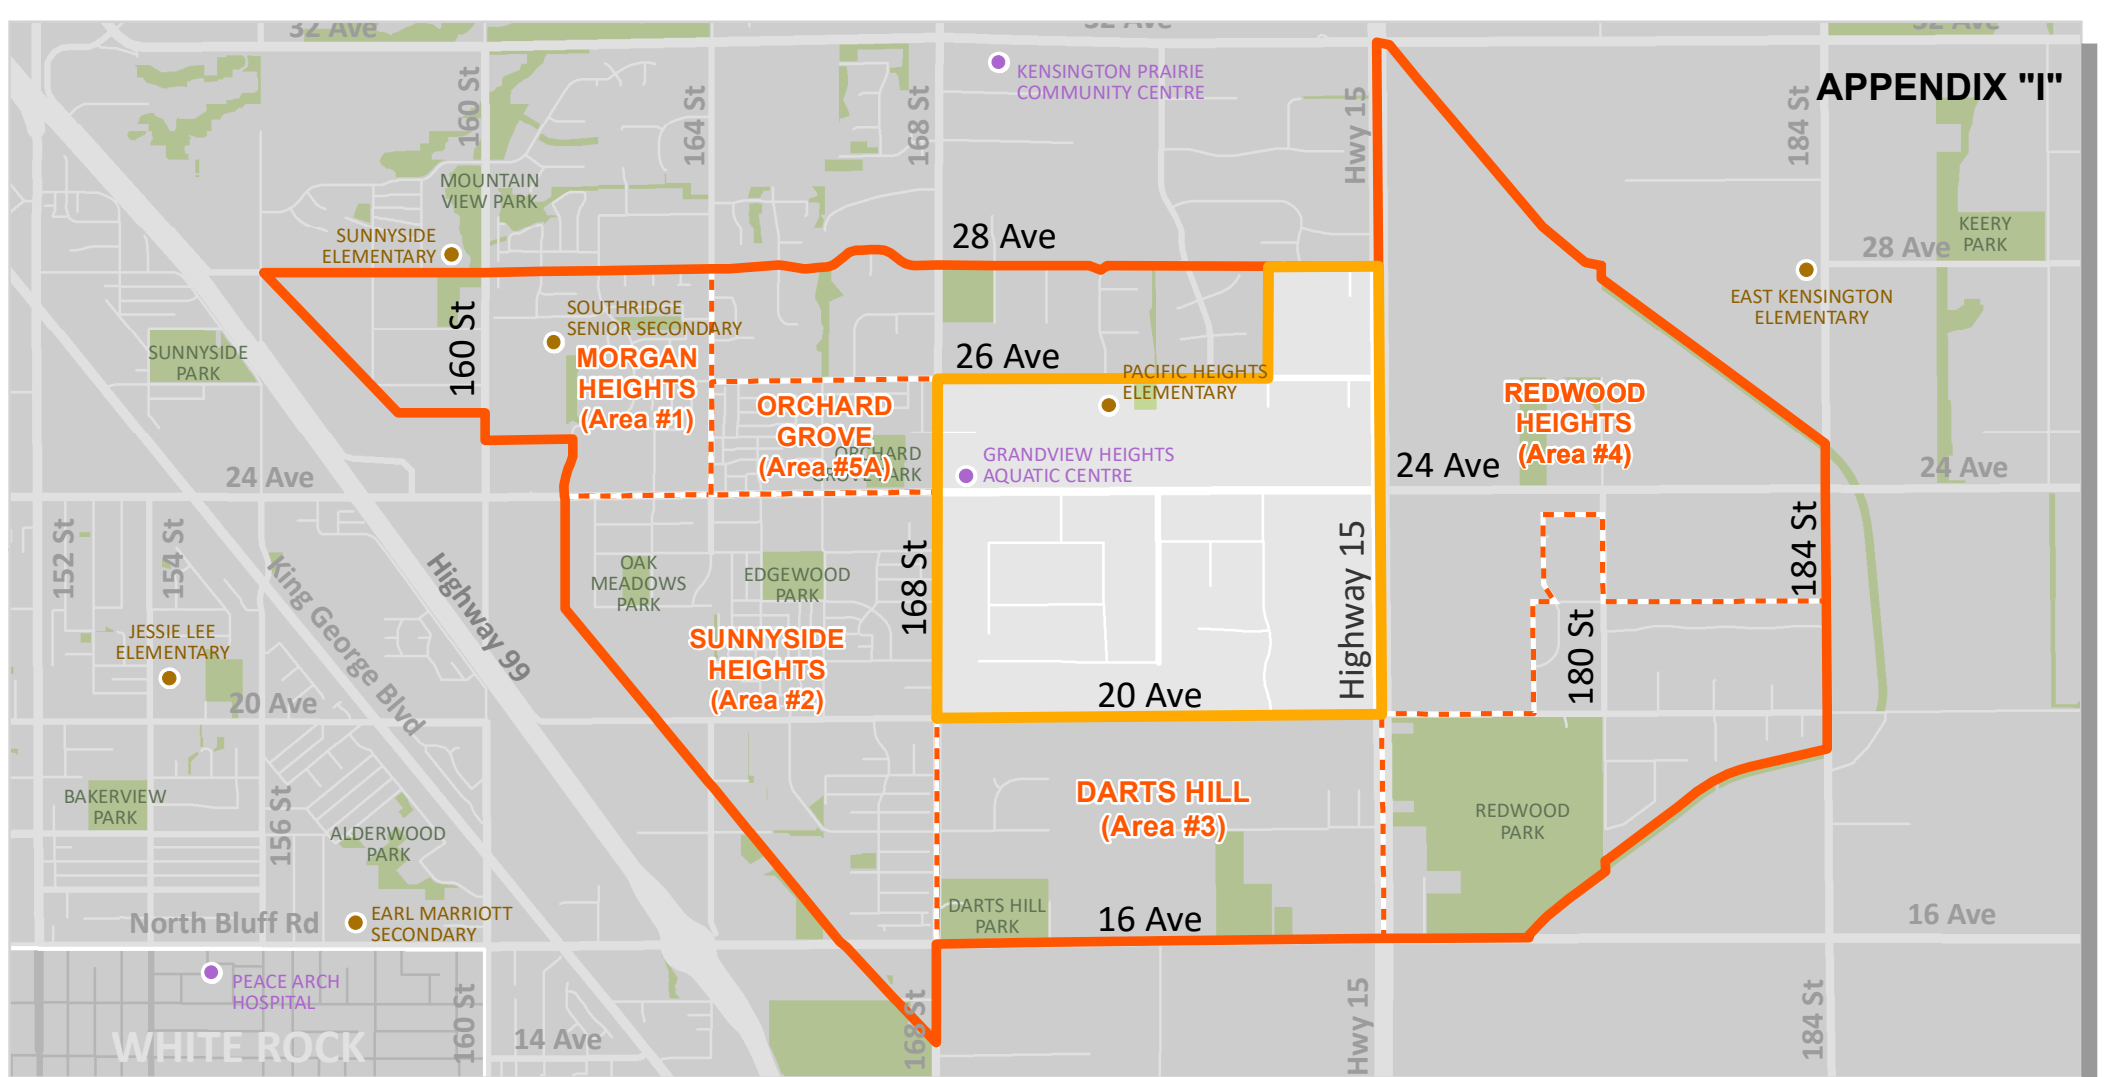 32 Ave
32 Ave
32 Ave
KENSINGTON PRAIRIE
COMMUNITY CENTRE
APPENDIX "I"
160 St
164 St
168 St
Hwy 15
184 St
MOUNTAIN
VIEW PARK
SUNNYSIDE
ELEMENTARY
28 Ave
28 Ave
KEERY
PARK
EAST KENSINGTON
ELEMENTARY
SOUTHRIDGE
SENIOR SECONDARY
SUNNYSIDE
PARK
160 St
MORGAN
HEIGHTS
(Area #1)
26 Ave
PACIFIC HEIGHTS
ELEMENTARY
ORCHARD
GROVE
(Area #5A)
ORCHARD
GROVE PARK
GRANDVIEW HEIGHTS
AQUATIC CENTRE
REDWOOD
HEIGHTS
(Area #4)
24 Ave
24 Ave
24 Ave
152 St
154 St
King George Blvd
Highway 99
OAK
MEADOWS
PARK
EDGEWOOD
PARK
168 St
Highway 15
184 St
180 St
JESSIE LEE
ELEMENTARY
SUNNYSIDE
HEIGHTS
(Area #2)
20 Ave
20 Ave
BAKERVIEW
PARK
156 St
ALDERWOOD
PARK
DARTS HILL
(Area #3)
REDWOOD
PARK
North Bluff Rd
EARL MARRIOTT
SECONDARY
DARTS HILL
PARK
16 Ave
16 Ave
PEACE ARCH
HOSPITAL
WHITE ROCK
160 St
14 Ave
168 St
Hwy 15
184 St